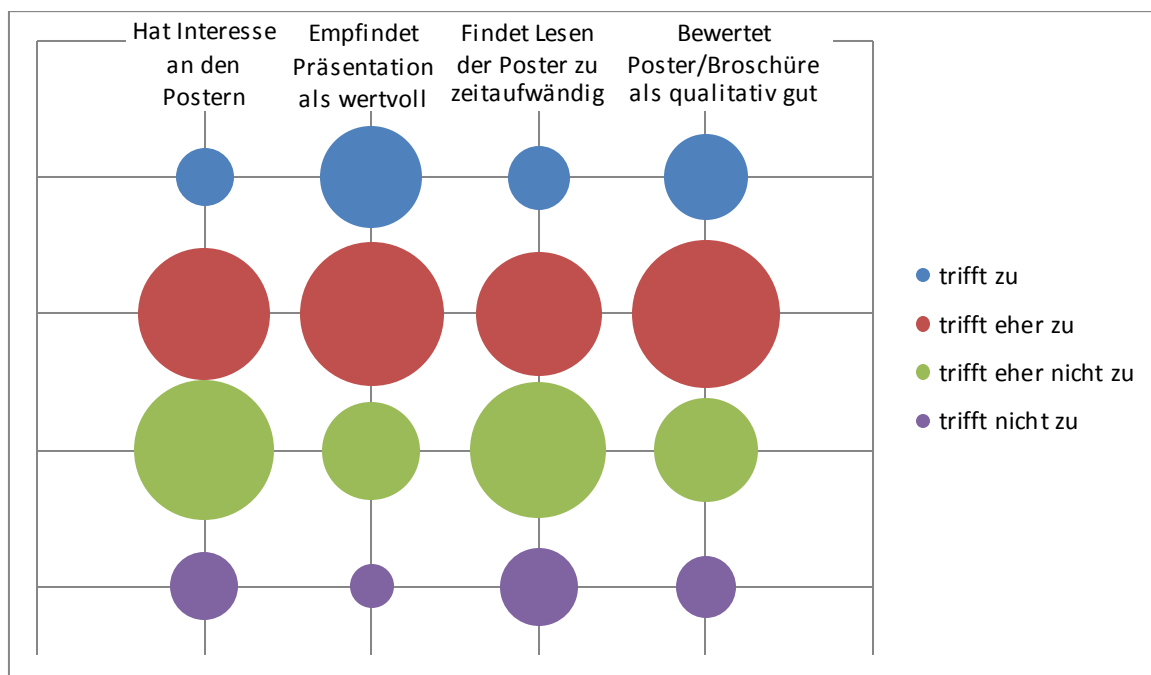 Hat Interesse
an den
Postern
Empfindet
Präsentation
als wertvoll
Findet Lesen
der Poster zu
zeitaufwändig
Bewertet
Poster/Broschüre
als qualitativ gut
trifft zu
trifft eher zu
trifft eher nicht zu
trifft nicht zu